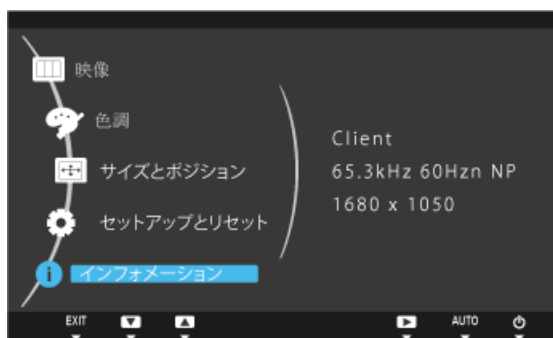 映像
色調
サイズとポジション
セットアップとリセット
インフォメーション
Client
65.3kHz 60Hzn NP
1680 x 1050
EXIT
AUTO